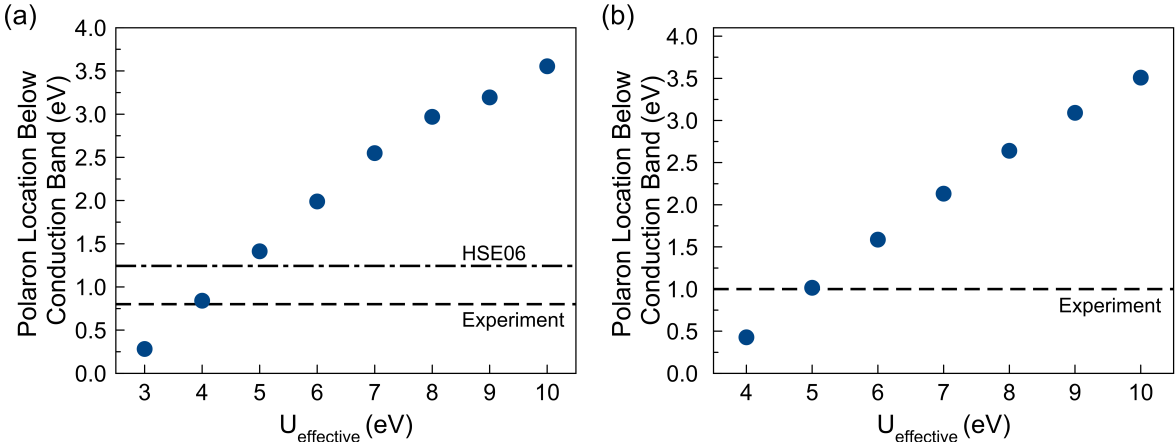 (a)
Polaron Location Below
Conduction Band (eV)
4.0
3.5
3.0
2.5
2.0
1.5
1.0
0.5
0.0
HSE06
Experiment
3 4 5 6 7 8 9 10
U_effective (eV)
(b)
Polaron Location Below
Conduction Band (eV)
4.0
3.5
3.0
2.5
2.0
1.5
1.0
0.5
0.0
Experiment
4 5 6 7 8 9 10
U_effective (eV)